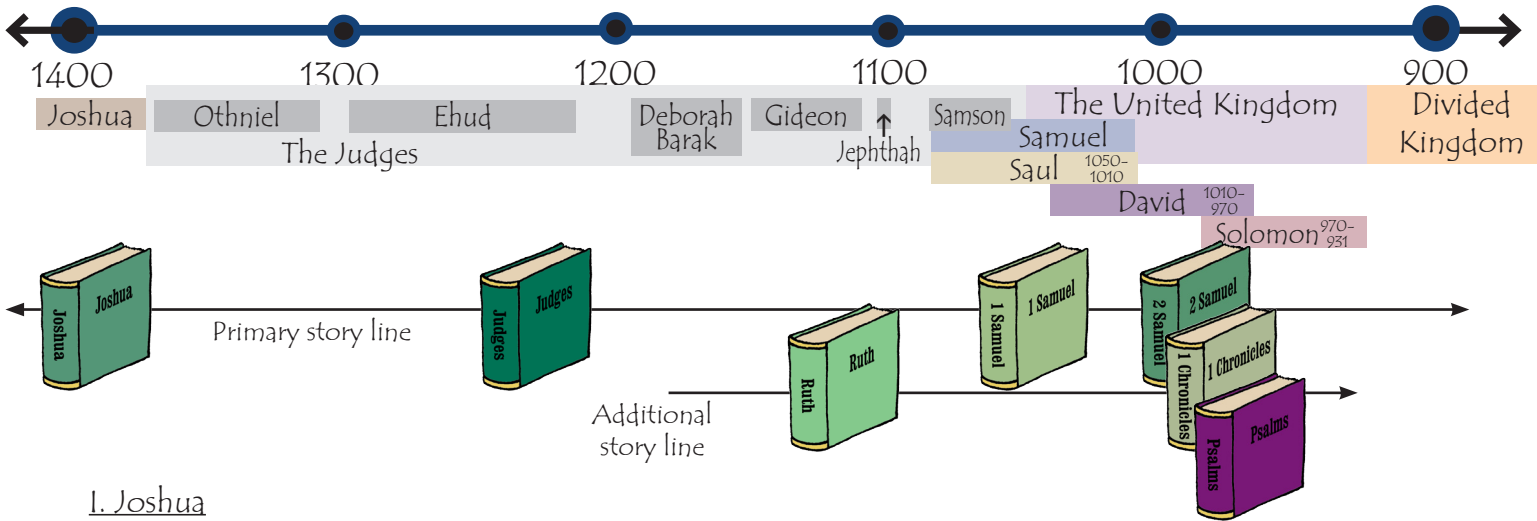 1400 1300 1200 1100 1000 900
Joshua
Othniel
Ehud
The Judges
Deborah
Barak
Gideon
Jephthah
Samson
The United Kingdom
Samuel
Saul 1050-
1010
David 1010-
970
Solomon 970-
931
Divided
Kingdom
Joshua
Joshua
Primary story line
Judges
Judges
Ruth
Ruth
1 Samuel
1 Samuel
2 Samuel
2 Samuel
1 Chronicles
1 Chronicles
Psalms
Psalms
Additional
story line
I. Joshua